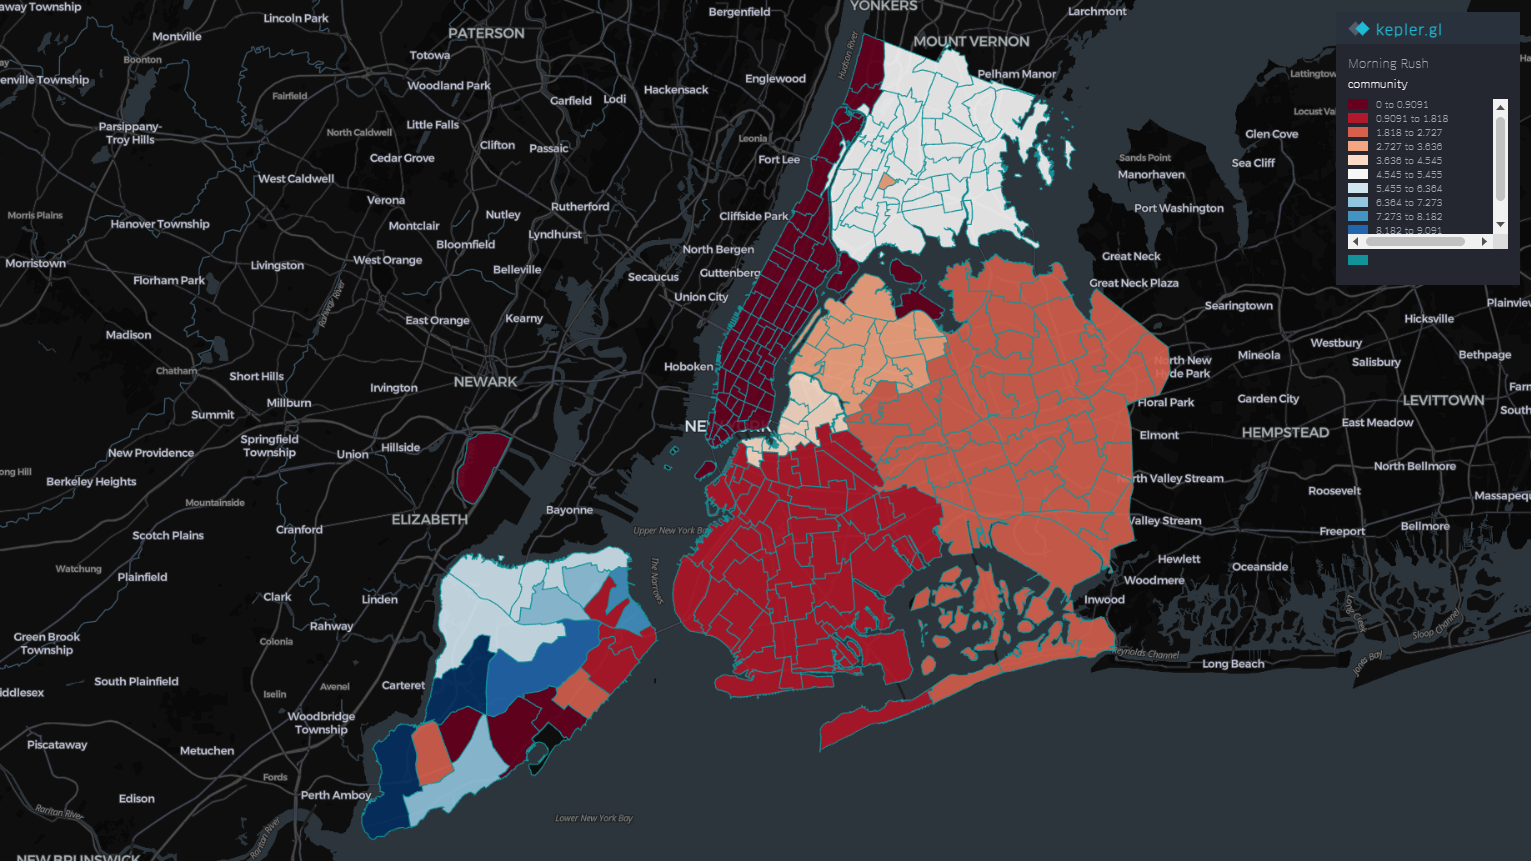 away Township
Lincoln Park
Bergenfield
YONKERS
Larchmont
Montville
PATERSON
MOUNT VERNON
kepler.gl
Boonton
Totowa
Hudson River
Morning Rush
enville Township
Woodland Park
Englewood
Pelham Manor
Lattingtow
community
Fairfield
Garfield
Lodi
Hackensack
0 to 0.9091
Locust Va
0.9091 to 1.818
Parsippany-
Troy Hills
Little Falls
North Caldwell
Leonia
Glen Cove
1.818 to 2.727
Clifton
Passaic
2.727 to 3.636
Cedar Grove
Fort Lee
Sands Point
Sea Cliff
3.636 to 4.545
West Caldwell
Manorhaven
4.545 to 5.455
Verona
Rutherford
Port Washington
5.455 to 6.364
Morris Plains
Nutley
Cliffside Park
6.364 to 7.273
Hanover Township
Montclair
Lyndhurst
7.273 to 8.182
Bloomfield
North Bergen
8.182 to 9.091
Morristown
Livingston
West Orange
Belleville
Secaucus
Guttenberg
Great Neck
Florham Park
Union City
Great Neck Plaza
Rahway River
Searingtown
Plainview
Madison
East Orange
Kearny
Hicksville
Westbury
Chatham
Hoboken
North New
Hyde Park
Mineola
Salisbury
Bethpage
Short Hills
Irvington
NEWARK
Farm
Millburn
Floral Park
Garden City
LEVITTOWN
Summit
South
Springfield
Township
NE
RK
Elmont
HEMPSTEAD
East Meadow
New Providence
Union
Hillside
ong Hill
North Bellmore
Berkeley Heights
rth Valley Stream
Mountainside
Roosevelt
Massapequ
ELIZABETH
Bayonne
Cranford
Valley Stream
Freeport
Bellmore
Scotch Plains
Upper New York Ba
Hewlett
Watchung
Plainfield
The Narrows
Woodmere
Oceanside
Clark
Linden
Inwood
Long Creek
Rahway
Sloop Channel
Green Brook
Township
Colonia
Reynolds Channel
Long Beach
Jones Bay
South Plainfield
Carteret
iddlesex
Iselin
Avenel
Woodbridge
Township
Piscataway
Metuchen
Fords
Edison
Perth Amboy
Raritan River
Raritan River
Lower New York Bay
NEW BRUNSWICK